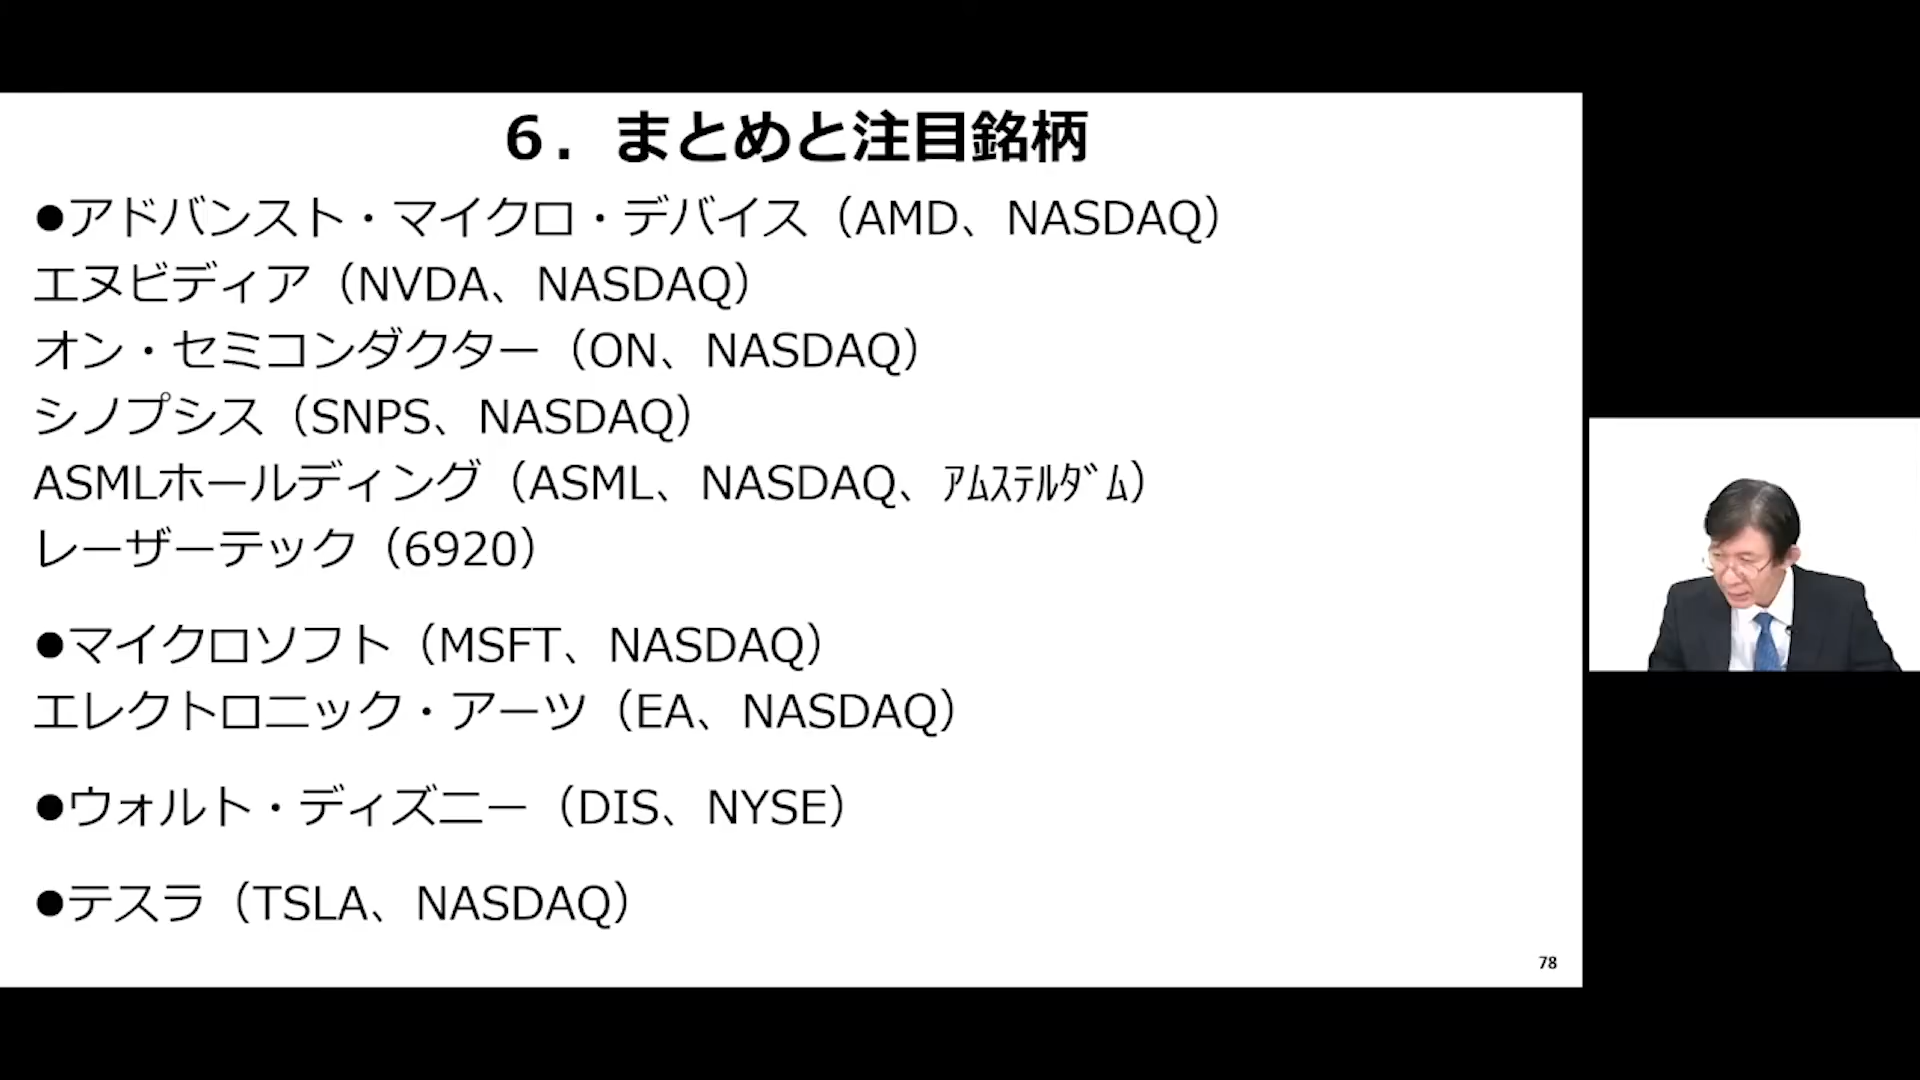 6．まとめと注目銘柄
●アドバンスト・マイクロ・デバイス（AMD、NASDAQ）
エヌビディア（NVDA、NASDAQ）
オン・セミコンダクター（ON、NASDAQ）
シノプシス（SNPS、NASDAQ）
ASMLホールディング（ASML、NASDAQ、ｱﾑｽﾃﾙﾀﾞﾑ）
レーザーテック（6920）
●マイクロソフト（MSFT、NASDAQ）
エレクトロニック・アーツ（EA、NASDAQ）
●ウォルト・ディズニー（DIS、NYSE）
●テスラ（TSLA、NASDAQ）
78